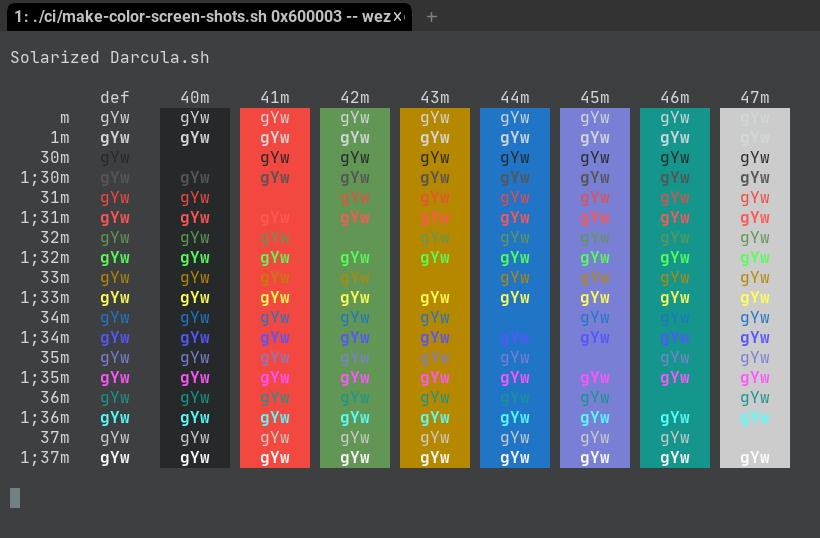 1: ./ci/make-color-screen-shots.sh 0x600003 -- wez
Solarized Darcula.sh
def 40m 41m 42m 43m 44m 45m 46m 47m
m gYw gYw gYw gYw gYw gYw gYw gYw gYw
1m gYw gYw gYw gYw gYw gYw gYw gYw gYw
30m gYw gYw gYw gYw gYw gYw gYw gYw
1;30m gYw gYw gYw gYw gYw gYw gYw gYw gYw
31m gYw gYw gYw gYw gYw gYw gYw gYw
1;31m gYw gYw gYw gYw gYw gYw gYw gYw gYw
32m gYw gYw gYw gYw gYw gYw gYw gYw
1;32m gYw gYw gYw gYw gYw gYw gYw gYw gYw
33m gYw gYw gYw gYw gYw gYw gYw gYw
1;33m gYw gYw gYw gYw gYw gYw gYw gYw gYw
34m gYw gYw gYw gYw gYw gYw gYw gYw
1;34m gYw gYw gYw gYw gYw gYw gYw gYw gYw
35m gYw gYw gYw gYw gYw gYw gYw gYw
1;35m gYw gYw gYw gYw gYw gYw gYw gYw gYw
36m gYw gYw gYw gYw gYw gYw gYw gYw
1;36m gYw gYw gYw gYw gYw gYw gYw gYw gYw
37m gYw gYw gYw gYw gYw gYw gYw gYw
1;37m gYw gYw gYw gYw gYw gYw gYw gYw gYw